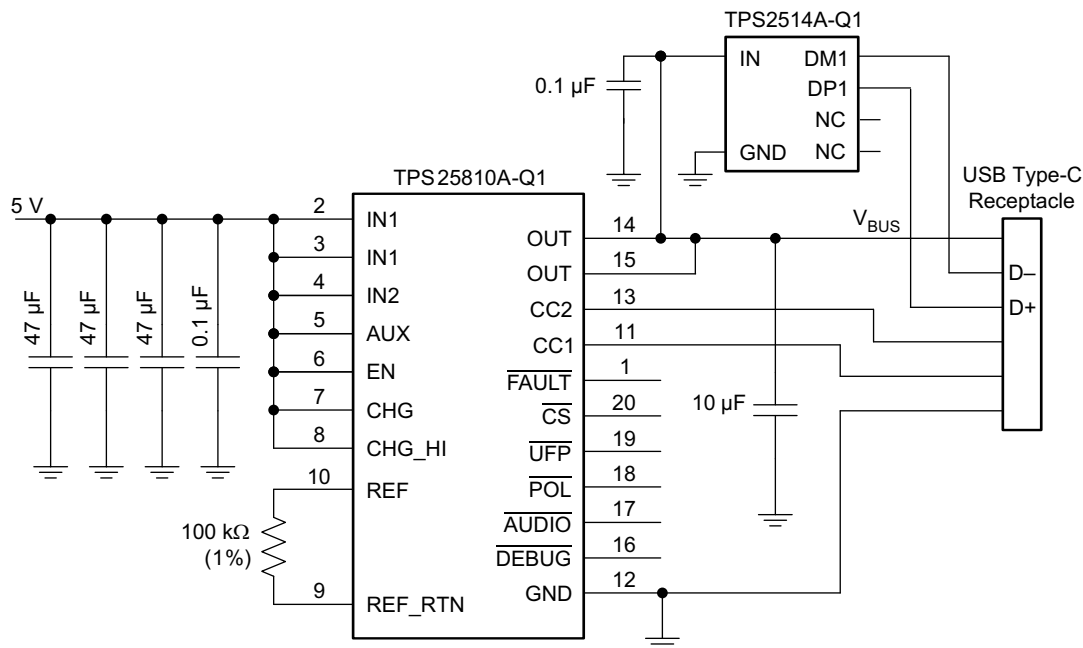 TPS2514A-Q1
IN
DM1
0.1 µF
DP1
NC
GND
NC
TPS25810A-Q1
USB Type-C
Receptacle
5 V
2
IN1
3
IN1
4
IN2
5
AUX
6
EN
7
CHG
8
CHG_HI
10
REF
9
REF_RTN
47 µF
47 µF
47 µF
0.1 µF
100 kΩ
(1%)
OUT
14
OUT
15
CC2
13
CC1
11
FAULT
1
CS
20
UFP
19
POL
18
AUDIO
17
DEBUG
16
GND
12
VBUS
10 µF
D–
D+